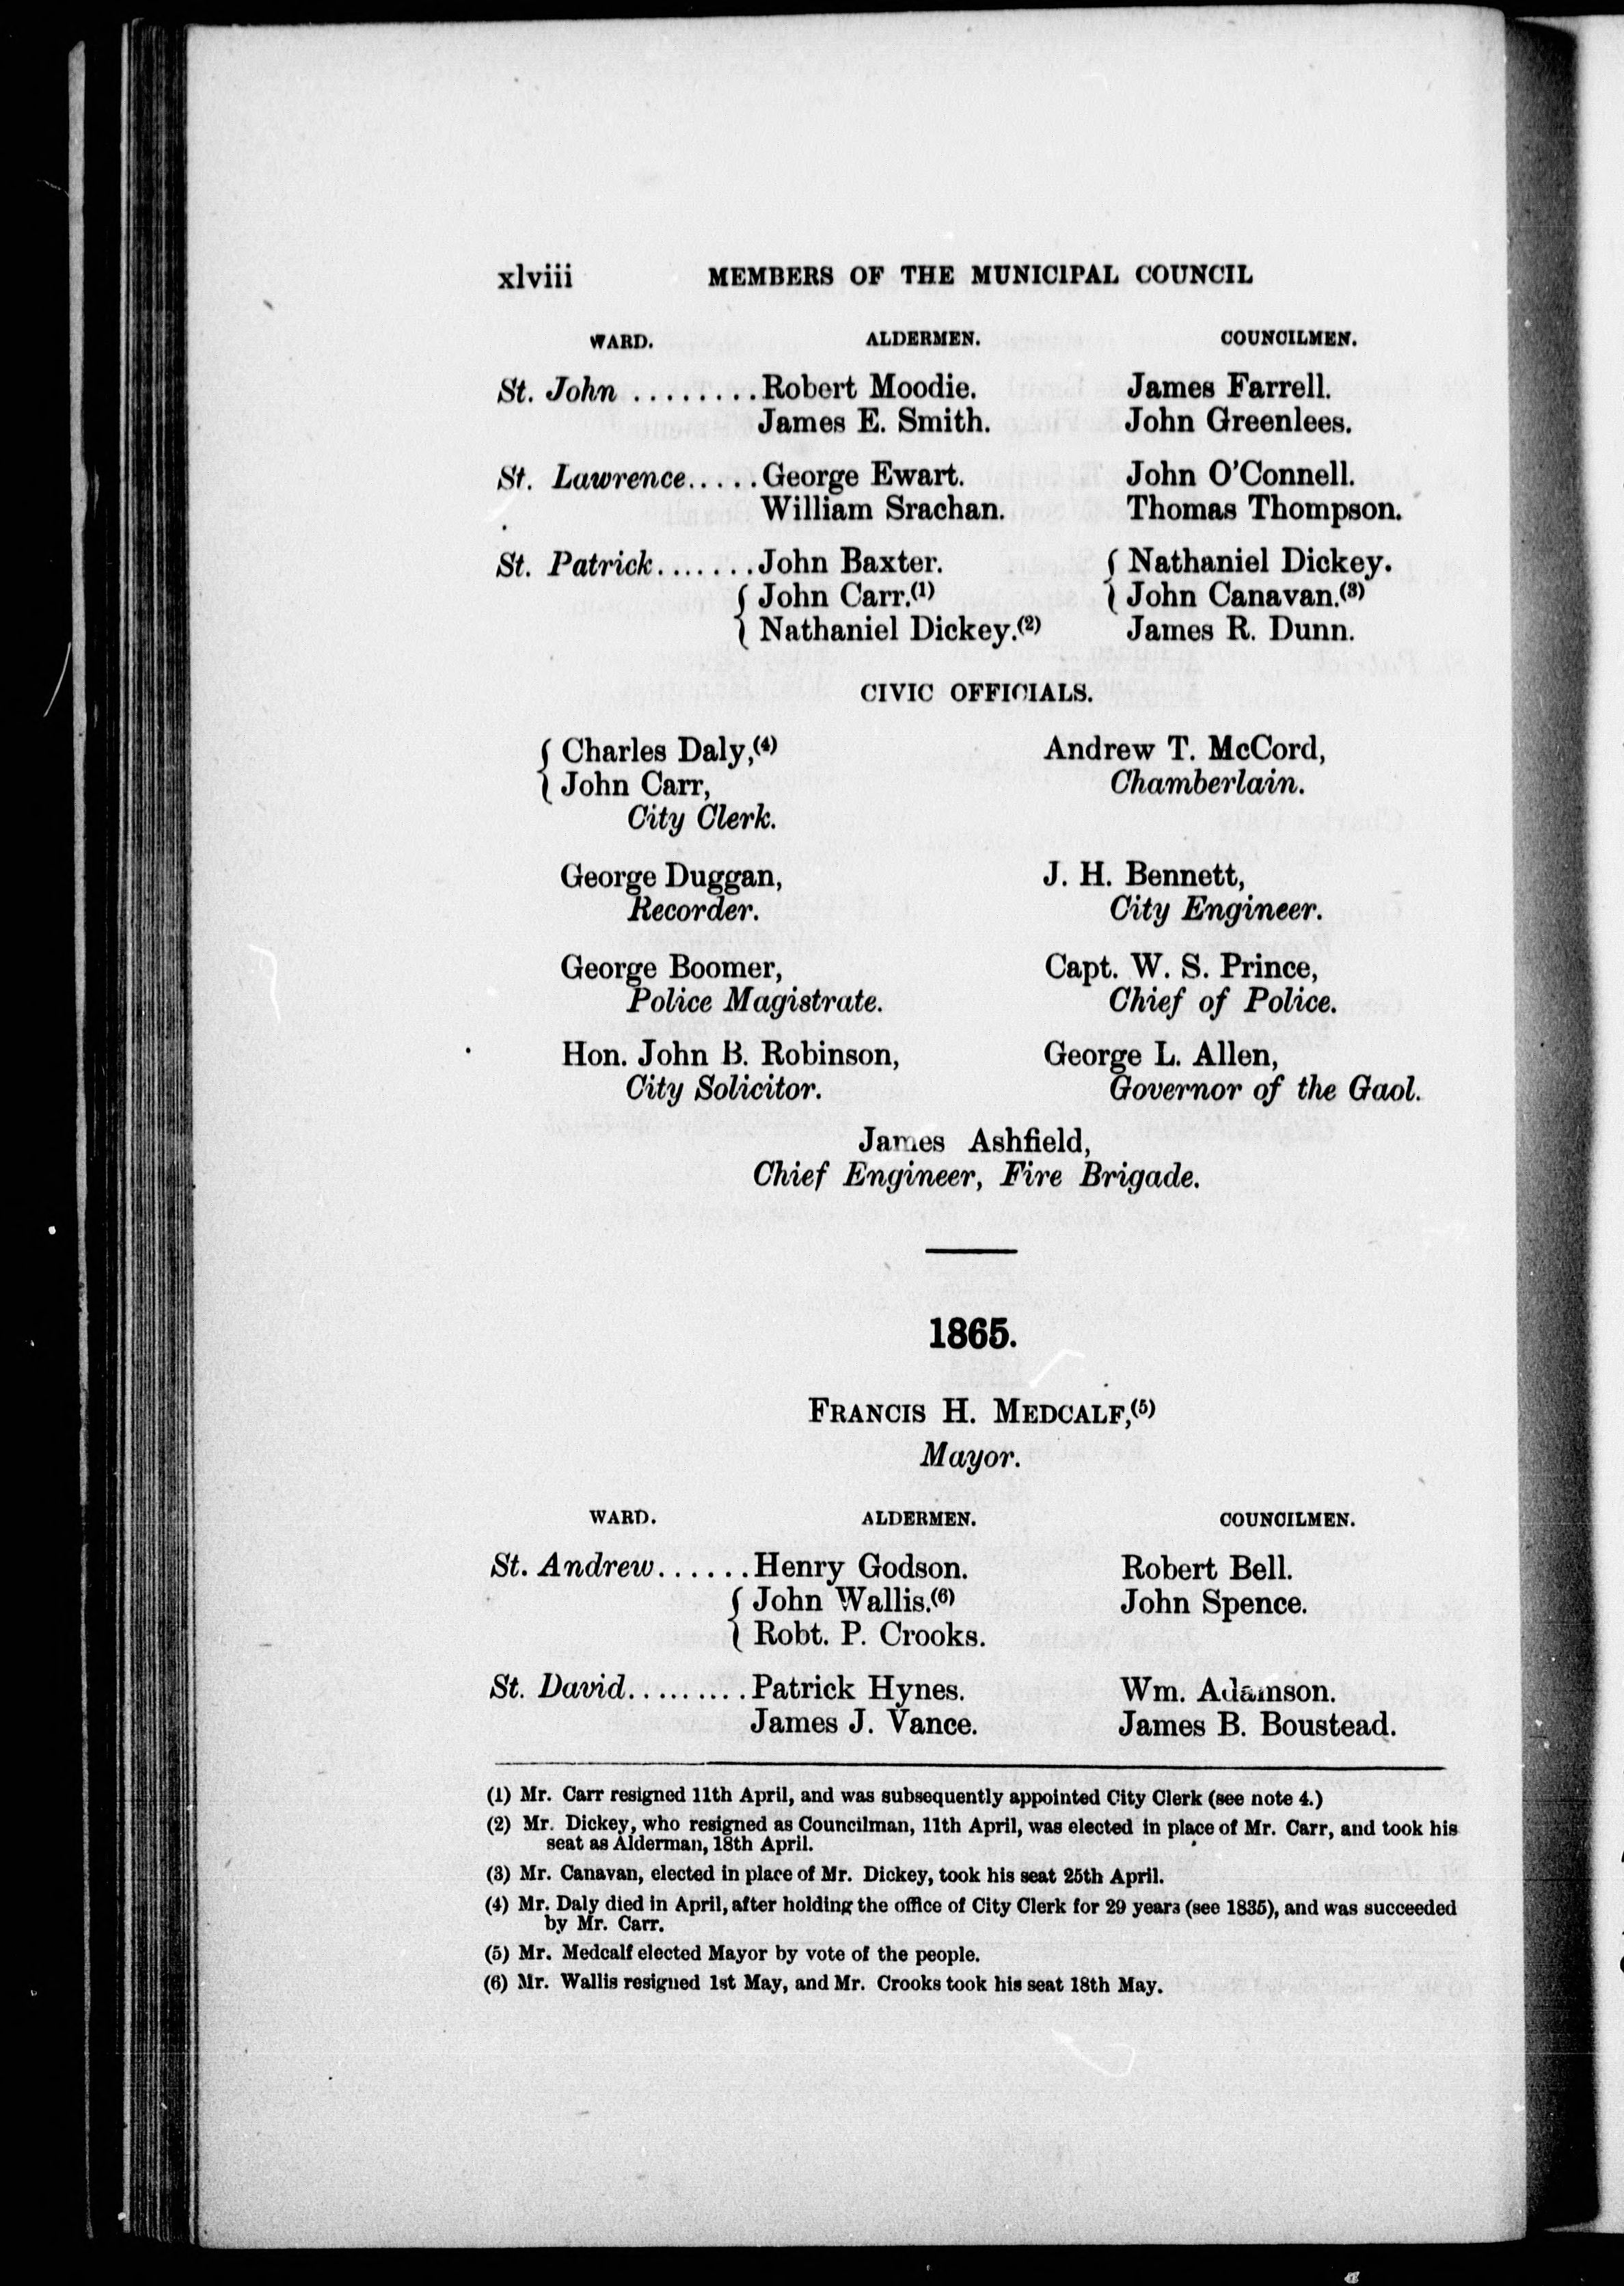 xlviii MEMBERS OF THE MUNICIPAL COUNCIL
WARD. ALDERMEN. COUNCILMEN.
St. John ........Robert Moodie. James Farrell.
James E. Smith. John Greenlees.
St. Lawrence.....George Ewart. John O'Connell.
William Srachan. Thomas Thompson.
St. Patrick.......John Baxter. { Nathaniel Dickey.
{ John Carr.(1) { John Canavan.(3)
{ Nathaniel Dickey.(2) James R. Dunn.
CIVIC OFFICIALS.
{ Charles Daly,(4) Andrew T. McCord,
{ John Carr, Chamberlain.
City Clerk.
George Duggan, J. H. Bennett,
Recorder. City Engineer.
George Boomer, Capt. W. S. Prince,
Police Magistrate. Chief of Police.
Hon. John B. Robinson, George L. Allen,
City Solicitor. Governor of the Gaol.
James Ashfield,
Chief Engineer, Fire Brigade.
1865.
FRANCIS H. MEDCALF,(5)
Mayor.
WARD. ALDERMEN. COUNCILMEN.
St. Andrew......Henry Godson. Robert Bell.
{ John Wallis.(6) John Spence.
{ Robt. P. Crooks.
St. David.........Patrick Hynes. Wm. Adamson.
James J. Vance. James B. Boustead.
(1) Mr. Carr resigned 11th April, and was subsequently appointed City Clerk (see note 4.)
(2) Mr. Dickey, who resigned as Councilman, 11th April, was elected in place of Mr. Carr, and took his
seat as Alderman, 18th April.
(3) Mr. Canavan, elected in place of Mr. Dickey, took his seat 25th April.
(4) Mr. Daly died in April, after holding the office of City Clerk for 29 years (see 1835), and was succeeded
by Mr. Carr.
(5) Mr. Medcalf elected Mayor by vote of the people.
(6) Mr. Wallis resigned 1st May, and Mr. Crooks took his seat 18th May.